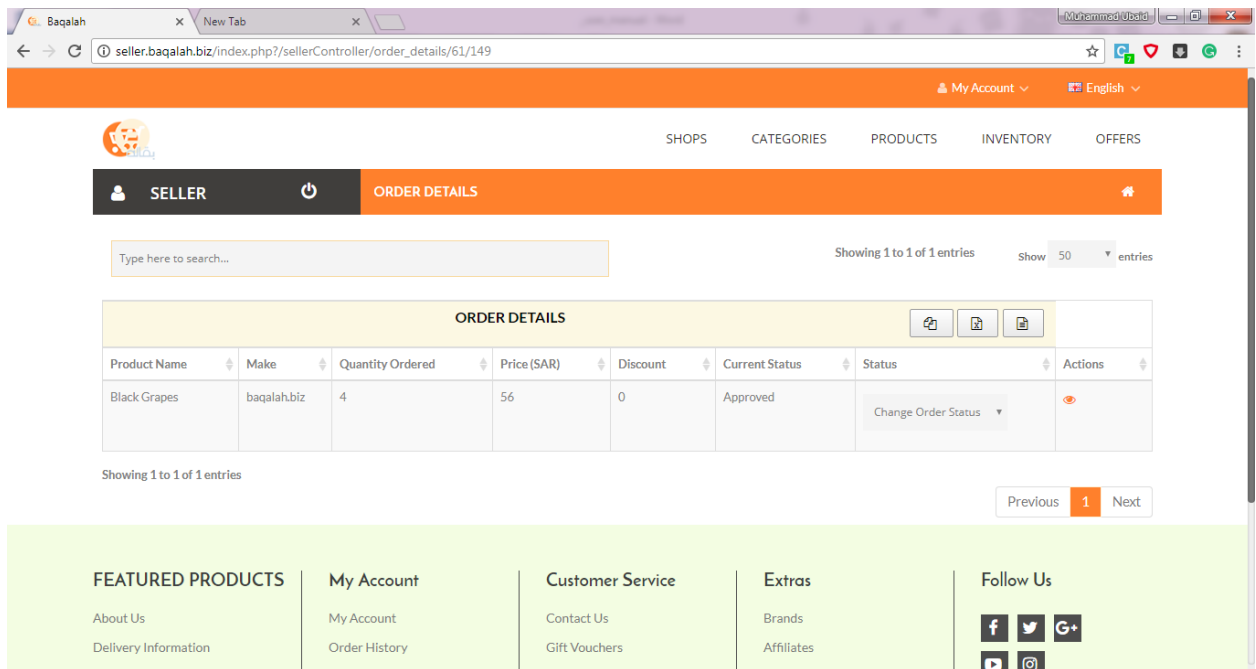 Baqalah
New Tab
Muhammad Ubaid
seller.baqalah.biz/index.php?/sellerController/order_details/61/149
7
My Account
English
بقالة
SHOPS CATEGORIES PRODUCTS INVENTORY OFFERS
SELLER
ORDER DETAILS
Type here to search...
Showing 1 to 1 of 1 entries
Show 50 entries
ORDER DETAILS
Product Name Make Quantity Ordered Price (SAR) Discount Current Status Status Actions
Black Grapes baqalah.biz 4 56 0 Approved Change Order Status
Showing 1 to 1 of 1 entries
Previous 1 Next
FEATURED PRODUCTS My Account Customer Service Extras Follow Us
About Us My Account Contact Us Brands
Delivery Information Order History Gift Vouchers Affiliates